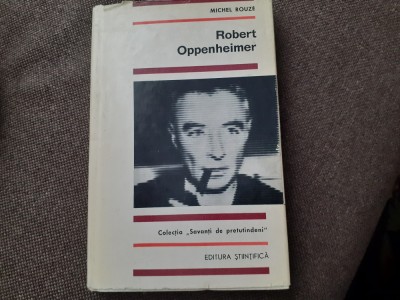 MICHEL ROUZÉ
Robert
Oppenheimer
Colecția „Savanți de pretutindeni"
EDITURA ȘTIINȚIFICĂ